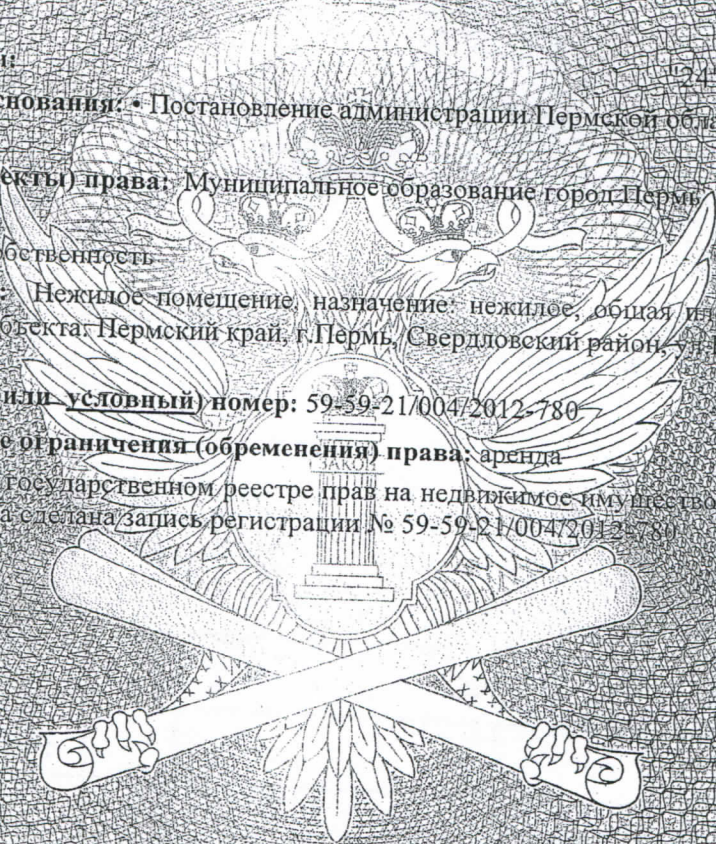 и:
"24
снования: • Постановление администрации Пермской обла
екты) права: Муниципальное образование город Пермь
бственность
: Нежилое помещение, назначение: нежилое, общая пл
бъекта: Пермский край, г.Пермь, Свердловский район, ул.
или условный) номер: 59-59-21/004/2012-780
е ограничения (обременения) права: аренда
государственном реестре прав на недвижимое имущество
а сделана запись регистрации № 59-59-21/004/2012-780
ЗАКОН